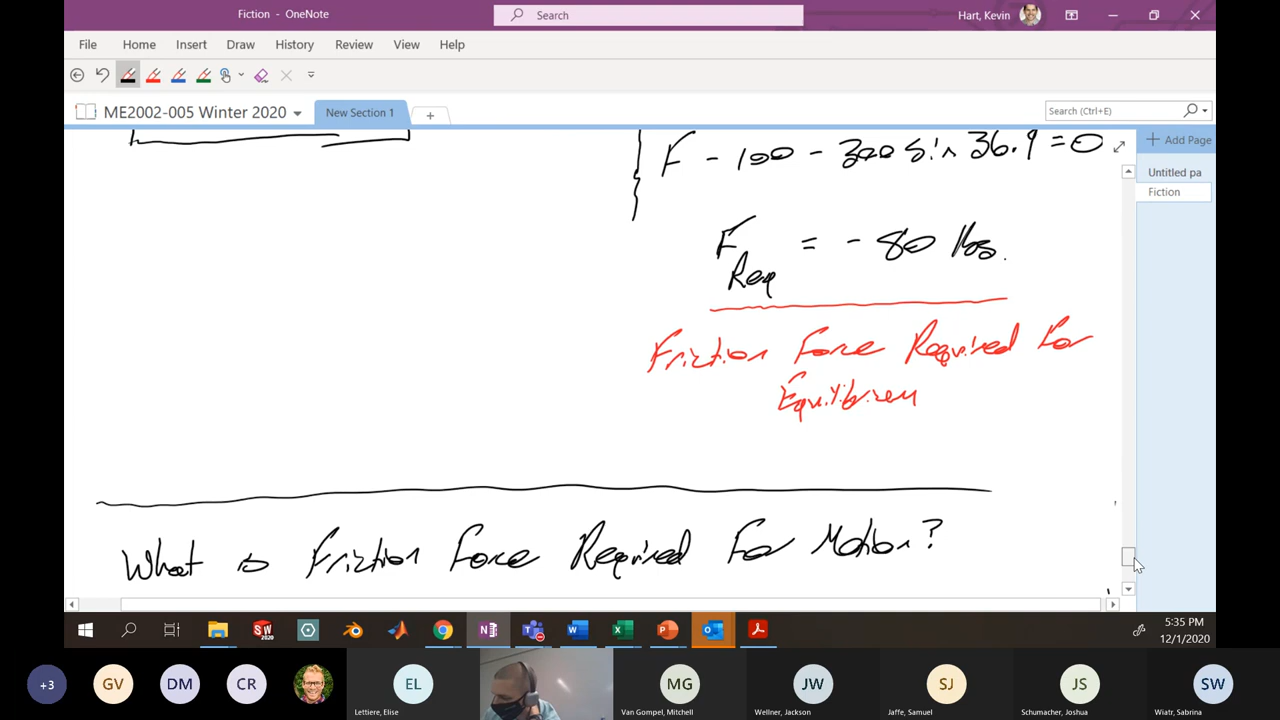 Fiction - OneNote
Search
Hart, Kevin
File Home Insert Draw History Review View Help
ME2002-005 Winter 2020
New Section 1
+
Search (Ctrl+E)
Add Page
Untitled pa
Fiction
F - 100 - 300 sin 36.9 = 0
F Req = - 80 lbs.
Friction Force Required For
Equilibrium
What is Friction Force Required For Motion?
5:35 PM
12/1/2020
+3
GV
DM
CR
EL
Lettiere, Elise
MG
Van Gompel, Mitchell
JW
Wellner, Jackson
SJ
Jaffe, Samuel
JS
Schumacher, Joshua
SW
Wiatr, Sabrina